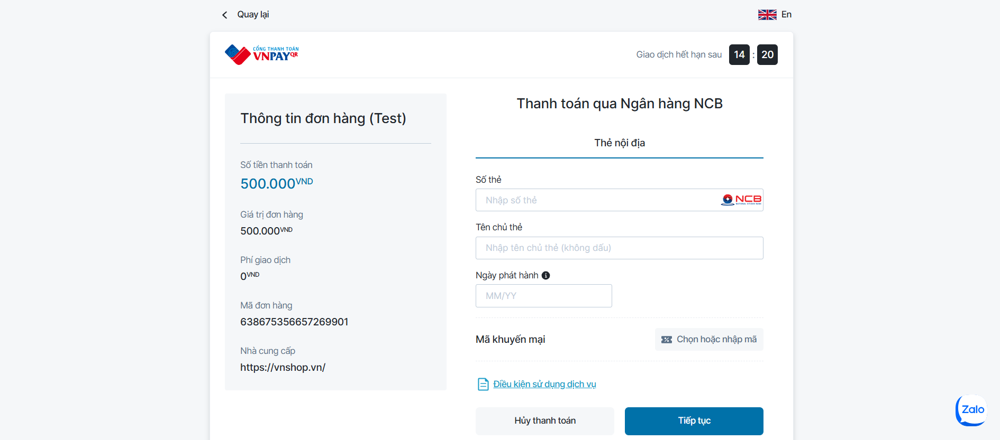 Quay lại
En
CỔNG THANH TOÁN
VNPAYQR
Giao dịch hết hạn sau 14 : 20
Thông tin đơn hàng (Test)
Số tiền thanh toán
500.000VND
Giá trị đơn hàng
500.000VND
Phí giao dịch
0VND
Mã đơn hàng
638675356657269901
Nhà cung cấp
https://vnshop.vn/
Thanh toán qua Ngân hàng NCB
Thẻ nội địa
Số thẻ
Nhập số thẻ
NCB
NATIONAL CITIZEN BANK
Tên chủ thẻ
Nhập tên chủ thẻ (không dấu)
Ngày phát hành
MM/YY
Mã khuyến mại
Chọn hoặc nhập mã
Điều kiện sử dụng dịch vụ
Hủy thanh toán
Tiếp tục
Zalo